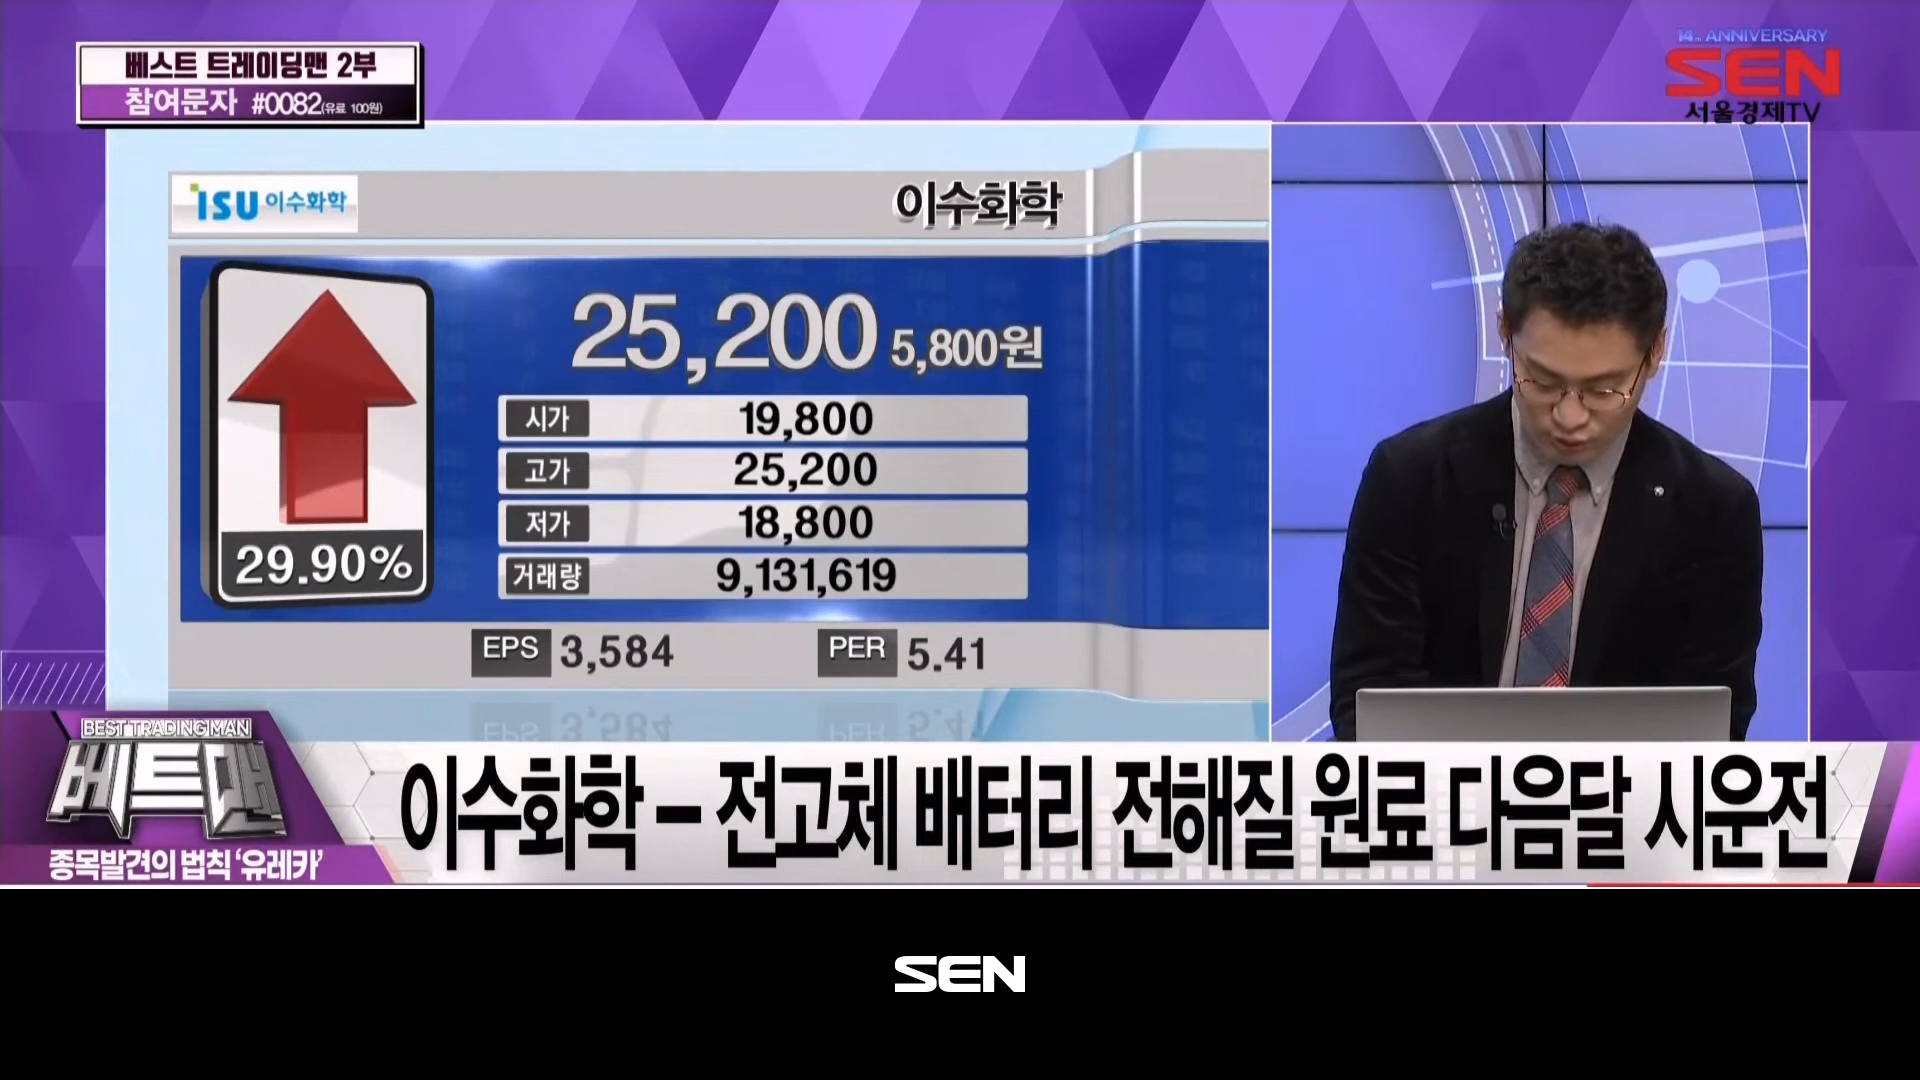 베스트 트레이딩맨 2부
참여문자 #0082(유료 100원)
14th ANNIVERSARY
SEN
서울경제TV
ISU 이수화학
이수화학
25,200 5,800원
시가 19,800
고가 25,200
저가 18,800
거래량 9,131,619
29.90%
EPS 3,584 PER 5.41
BEST TRADING MAN
베트맨
종목발견의 법칙 '유레카'
이수화학 - 전고체 배터리 전해질 원료 다음달 시운전
SEN